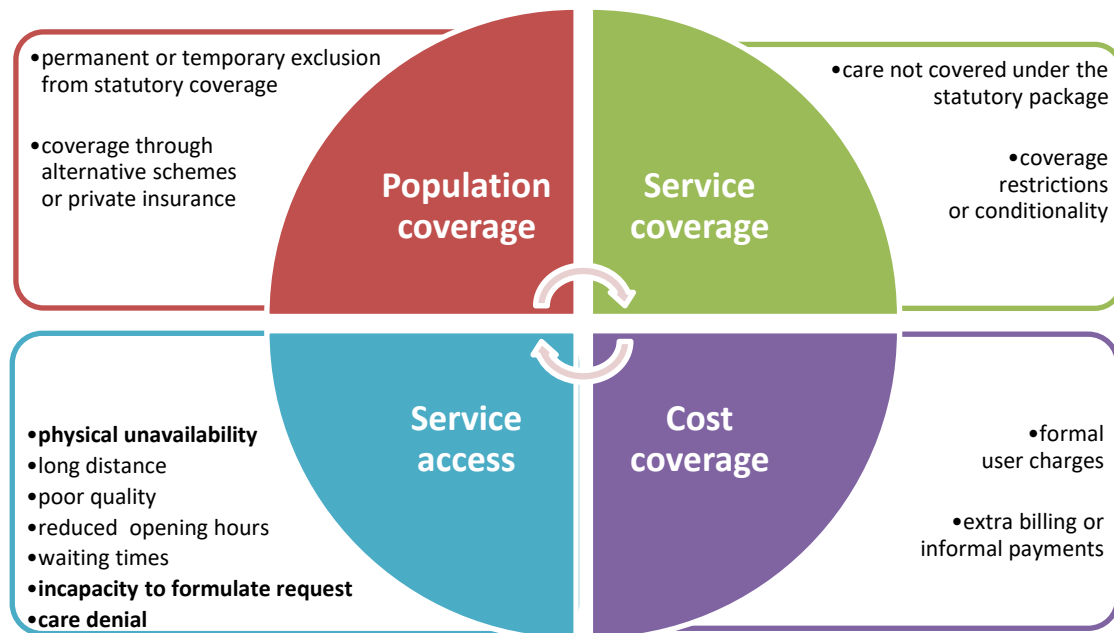 •permanent or temporary exclusion
from statutory coverage
•coverage through
alternative schemes
or private insurance
Population
coverage
Service
coverage
•care not covered under the
statutory package
•coverage
restrictions
or conditionality
•physical unavailability
•long distance
•poor quality
•reduced  opening hours
•waiting times
•incapacity to formulate request
•care denial
Service
access
Cost
coverage
•formal
user charges
•extra billing or
informal payments